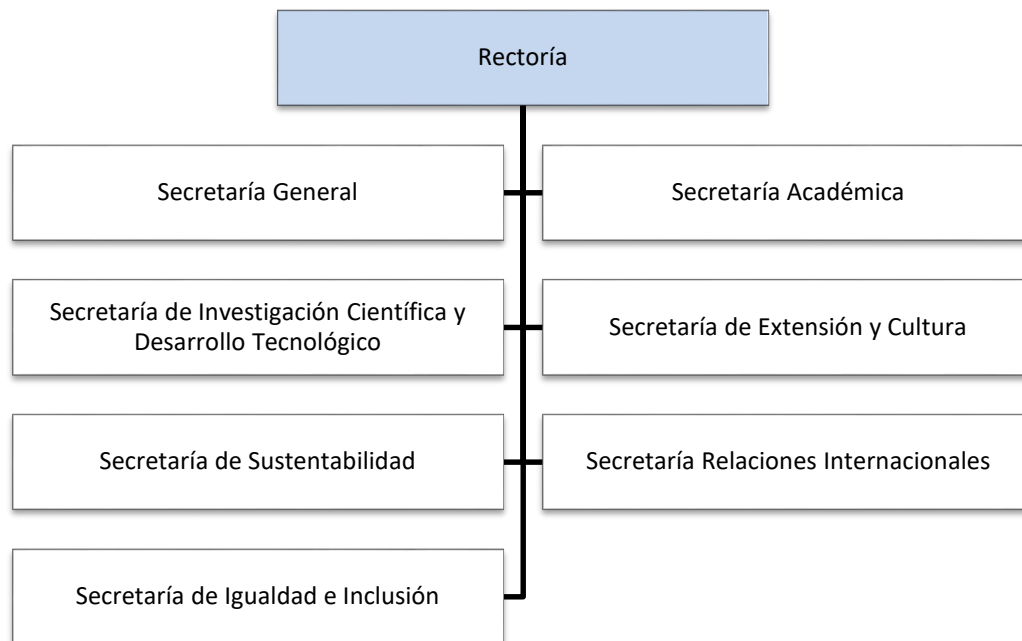 Rectoría
Secretaría General
Secretaría Académica
Secretaría de Investigación Científica y
Desarrollo Tecnológico
Secretaría de Extensión y Cultura
Secretaría de Sustentabilidad
Secretaría Relaciones Internacionales
Secretaría de Igualdad e Inclusión